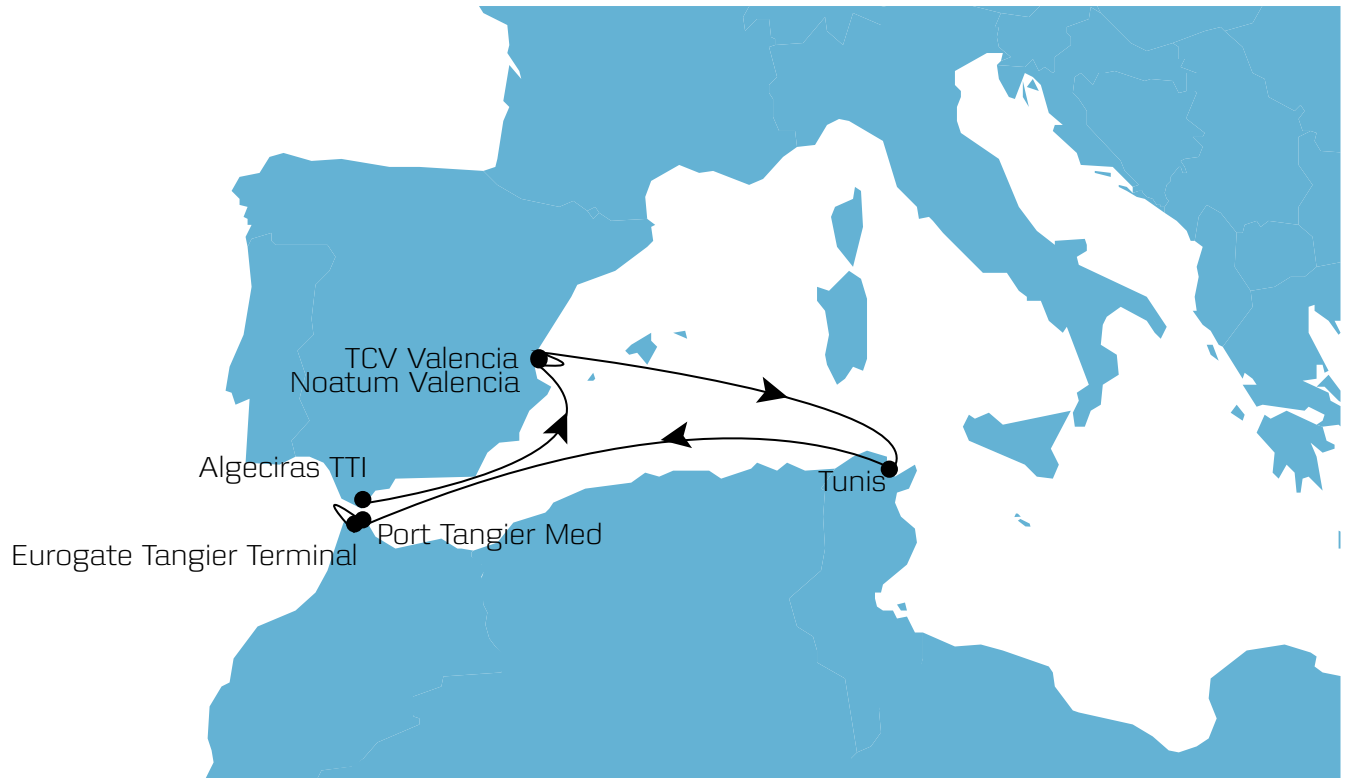 TCV Valencia
Noatum Valencia
Algeciras TTI
Tunis
Port Tangier Med
Eurogate Tangier Terminal